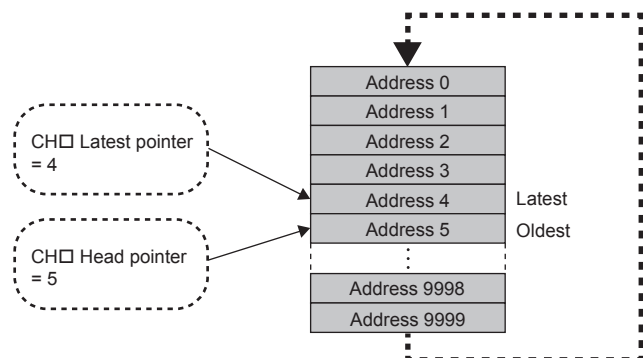 Address 0
Address 1
Address 2
Address 3
Address 4
Address 5
Address 9998
Address 9999
CH□ Latest pointer
= 4
CH□ Head pointer
= 5
Latest
Oldest